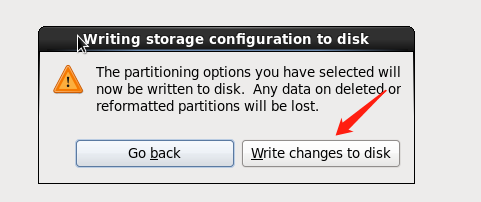 Writing storage configuration to disk
The partitioning options you have selected will
now be written to disk.  Any data on deleted or
reformatted partitions will be lost.
Go back
Write changes to disk